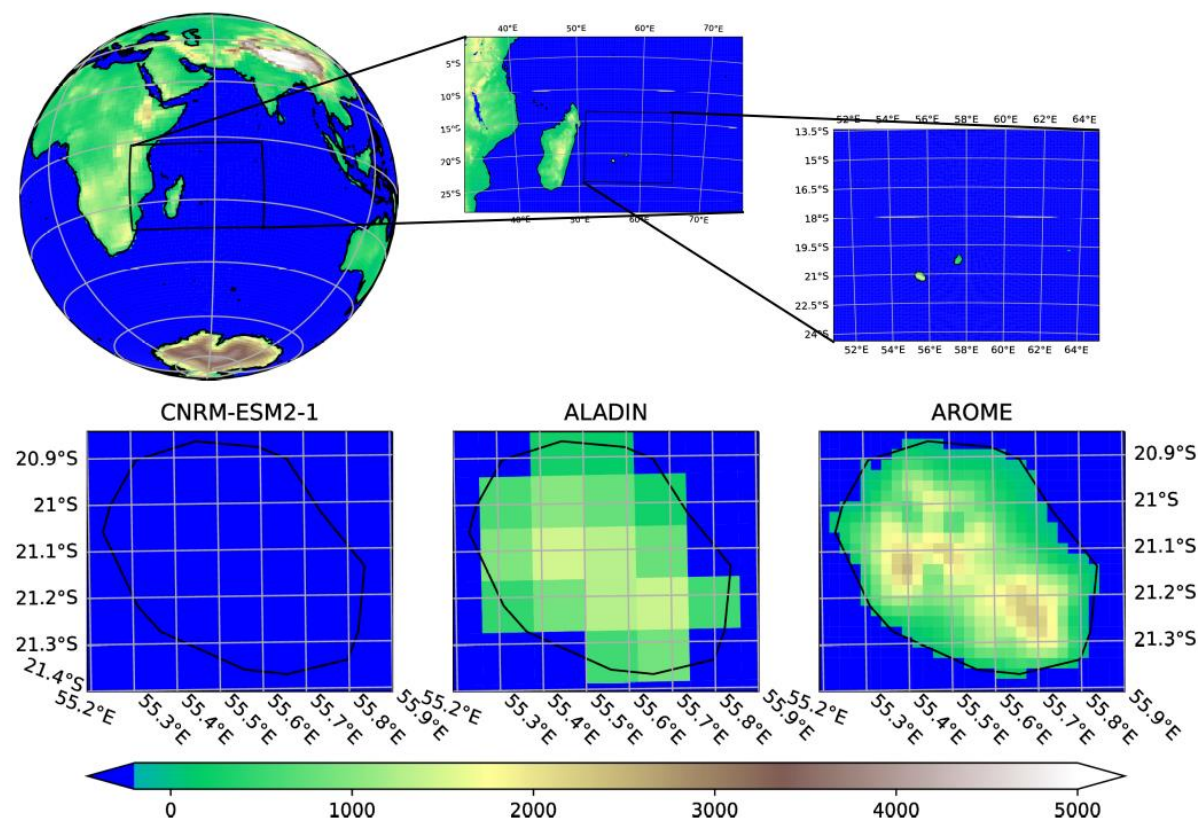 40°E 50°E 60°E 70°E
5°S
10°S
15°S
20°S
25°S
40°E 50°E 60°E 70°E
52°E 54°E 56°E 58°E 60°E 62°E 64°E
13.5°S
15°S
16.5°S
18°S
19.5°S
21°S
22.5°S
24°S
52°E 54°E 56°E 58°E 60°E 62°E 64°E
CNRM-ESM2-1 ALADIN AROME
20.9°S
21°S
21.1°S
21.2°S
21.3°S
21.4°S
20.9°S
21°S
21.1°S
21.2°S
21.3°S
55.2°E 55.3°E 55.4°E 55.5°E 55.6°E 55.7°E 55.8°E 55.9°E
55.2°E 55.3°E 55.4°E 55.5°E 55.6°E 55.7°E 55.8°E 55.9°E
55.2°E 55.3°E 55.4°E 55.5°E 55.6°E 55.7°E 55.8°E 55.9°E
0 1000 2000 3000 4000 5000